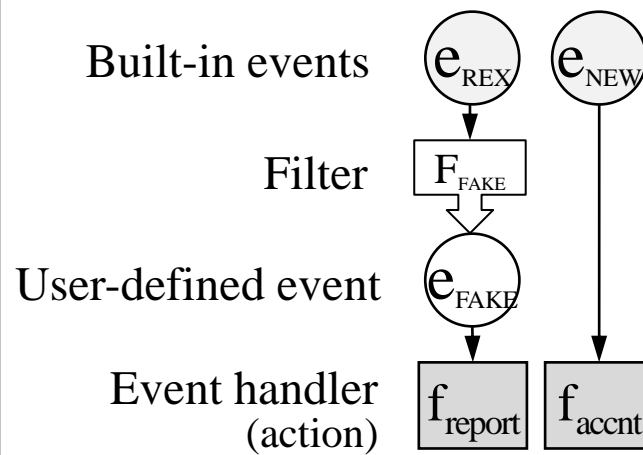 Built-in events e_REX e_NEW
Filter F_FAKE
User-defined event e_FAKE
Event handler f_report f_accnt
(action)